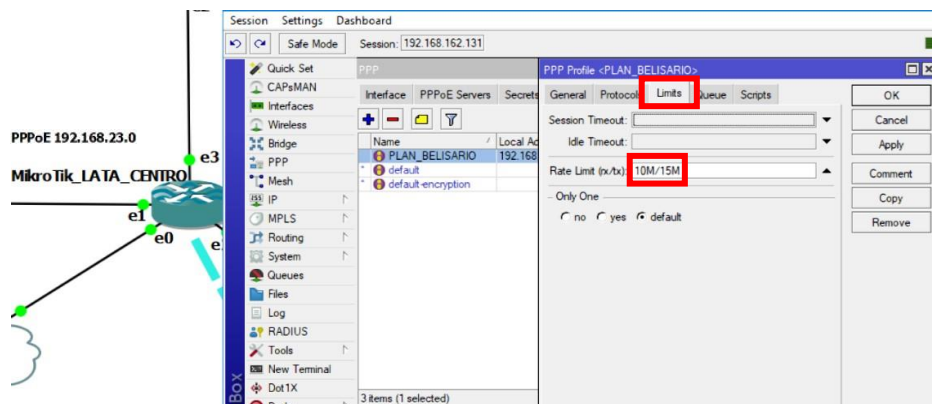 Session Settings Dashboard
Safe Mode Session: 192.168.162.131
PPPoE 192.168.23.0
MikroTik_LATA_CENTRO
e3
e1
e0
Quick Set
CAPsMAN
Interfaces
Wireless
Bridge
PPP
Mesh
IP
MPLS
Routing
System
Queues
Files
Log
RADIUS
Tools
New Terminal
Dot1X
PPP
Interface PPPoE Servers Secrets
Name Local Ad
PLAN_BELISARIO 192.168
* default
* default-encryption
3 items (1 selected)
PPP Profile <PLAN_BELISARIO>
General Protocols Limits Queue Scripts
Session Timeout:
Idle Timeout:
Rate Limit (rx/tx): 10M/15M
Only One
no yes default
OK
Cancel
Apply
Comment
Copy
Remove